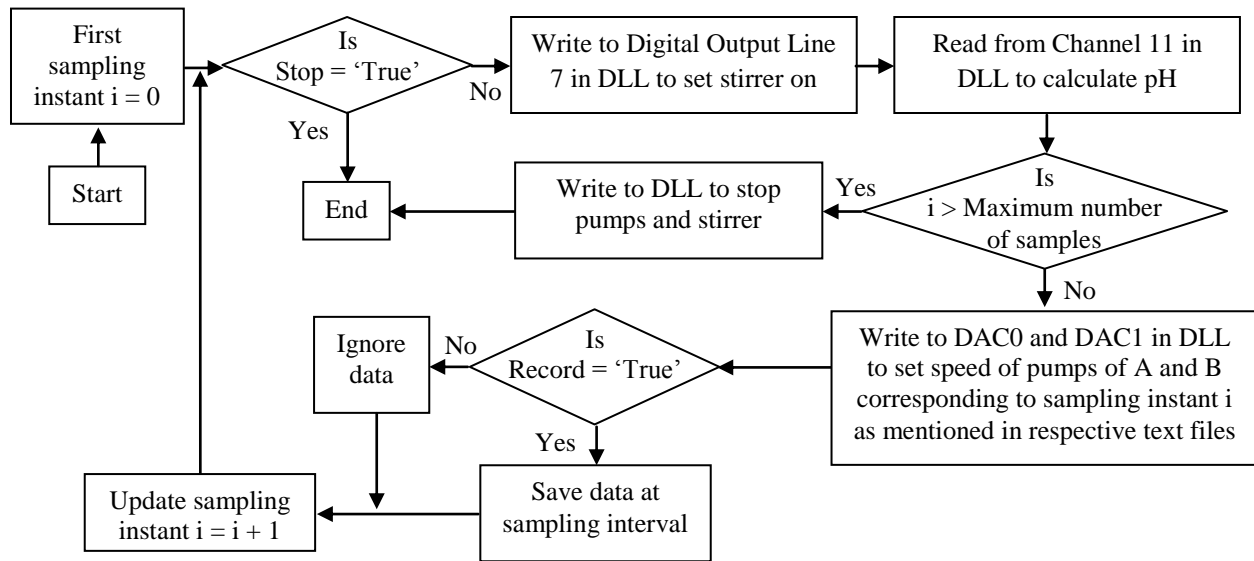 First
sampling
instant i = 0
Start
Is
Stop = ‘True’
No
Yes
End
Write to Digital Output Line
7 in DLL to set stirrer on
Read from Channel 11 in
DLL to calculate pH
Is
i > Maximum number
of samples
Yes
Write to DLL to stop
pumps and stirrer
No
Write to DAC0 and DAC1 in DLL
to set speed of pumps of A and B
corresponding to sampling instant i
as mentioned in respective text files
Is
Record = ‘True’
No
Ignore
data
Yes
Save data at
sampling interval
Update sampling
instant i = i + 1